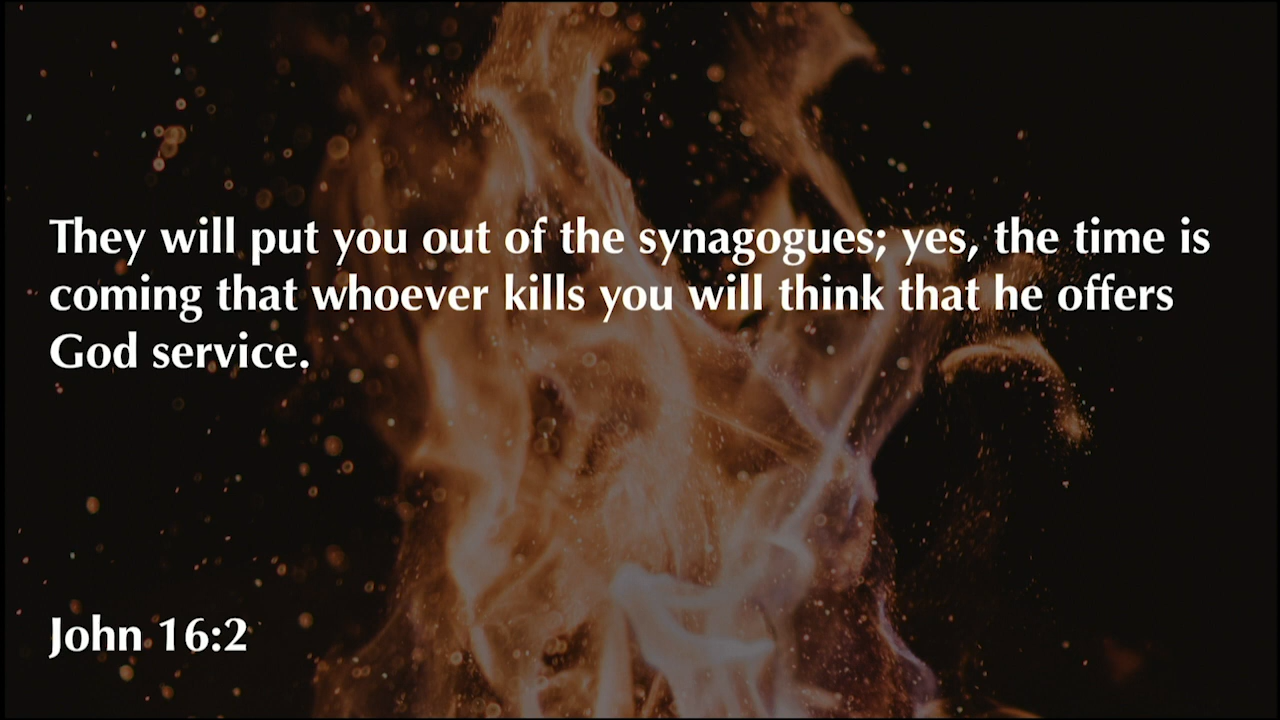 They will put you out of the synagogues; yes, the time is
coming that whoever kills you will think that he offers
God service.
John 16:2